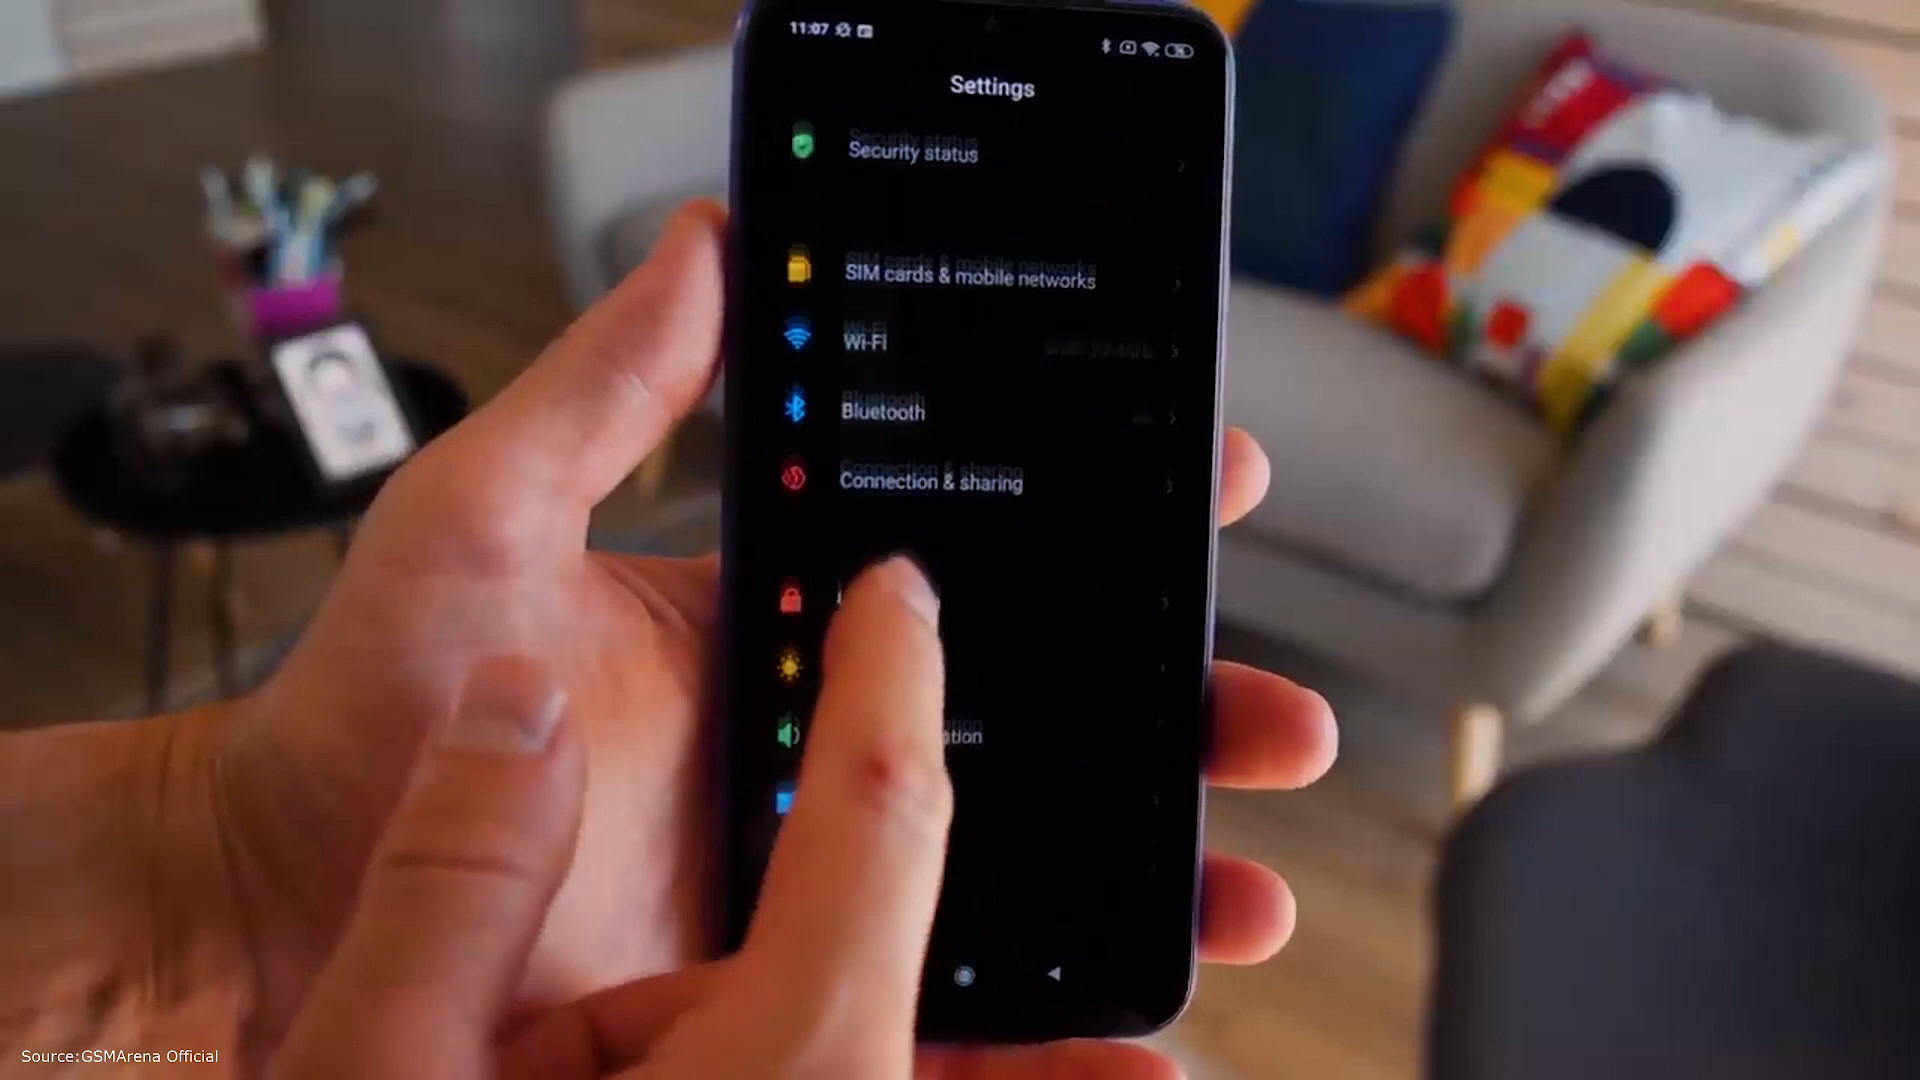 11:07
Settings
Security status
SIM cards & mobile networks
Wi-Fi
Bluetooth
Connection & sharing
Source:GSMArena Official